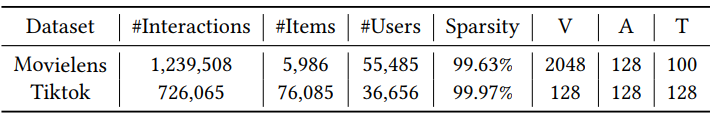 Dataset #Interactions #Items #Users Sparsity V A T
Movielens 1,239,508 5,986 55,485 99.63% 2048 128 100
Tiktok 726,065 76,085 36,656 99.97% 128 128 128